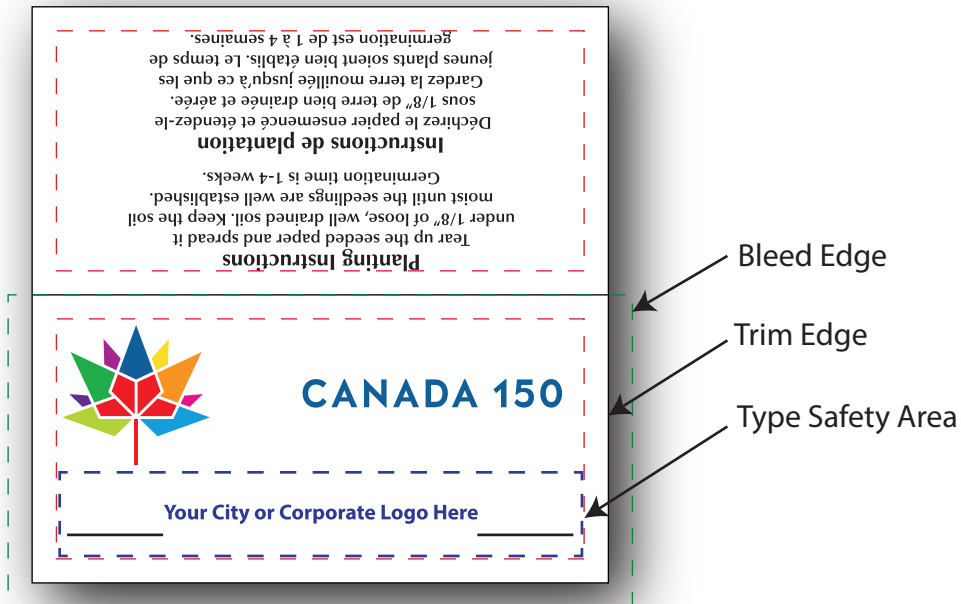 Planting Instructions
Tear up the seeded paper and spread it
under 1/8" of loose, well drained soil. Keep the soil
moist until the seedlings are well established.
Germination time is 1-4 weeks.
Instructions de plantation
Déchirez le papier ensemencé et étendez-le
sous 1/8" de terre bien drainée et aérée.
Gardez la terre mouillée jusqu'à ce que les
jeunes plants soient bien établis. Le temps de
germination est de 1 à 4 semaines.
CANADA 150
Your City or Corporate Logo Here
Bleed Edge
Trim Edge
Type Safety Area